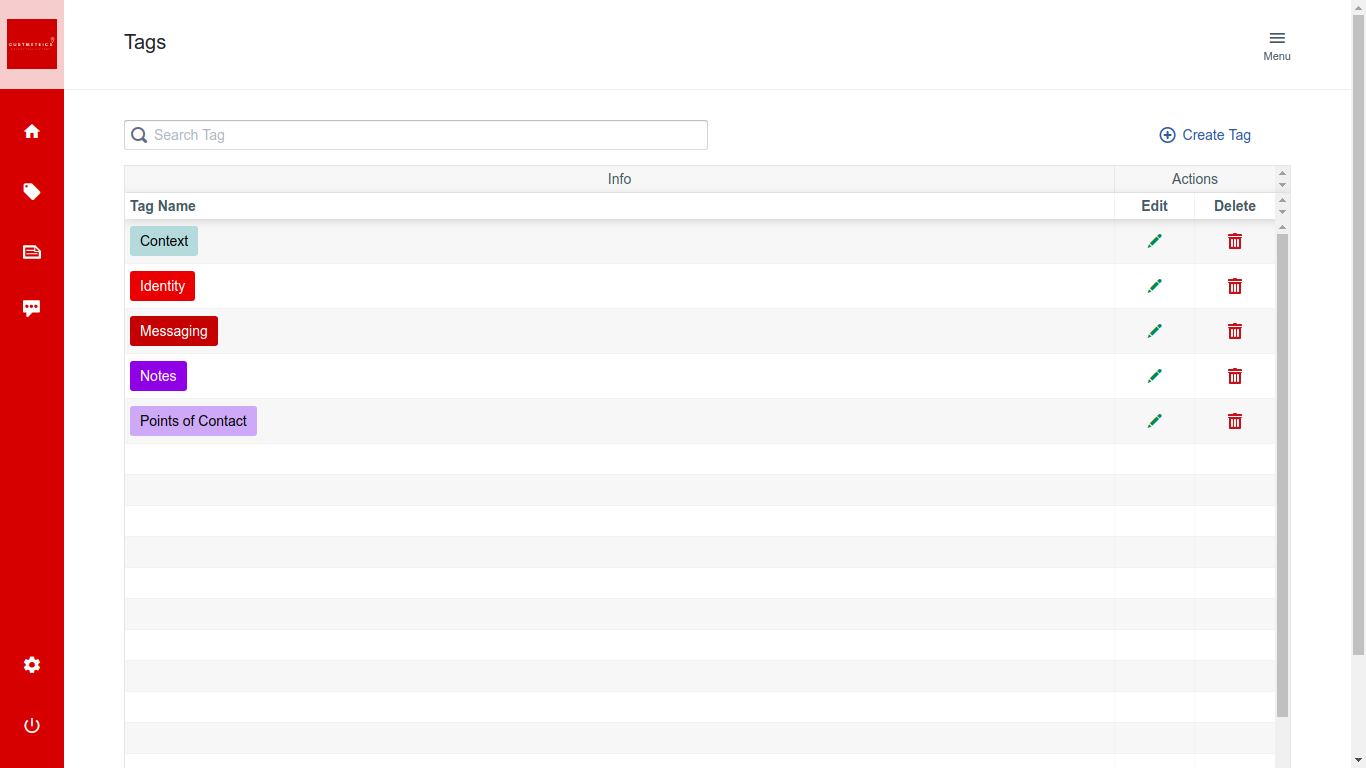 Tags
Menu
Search Tag
Create Tag
Info
Actions
Tag Name
Edit
Delete
Context
Identity
Messaging
Notes
Points of Contact